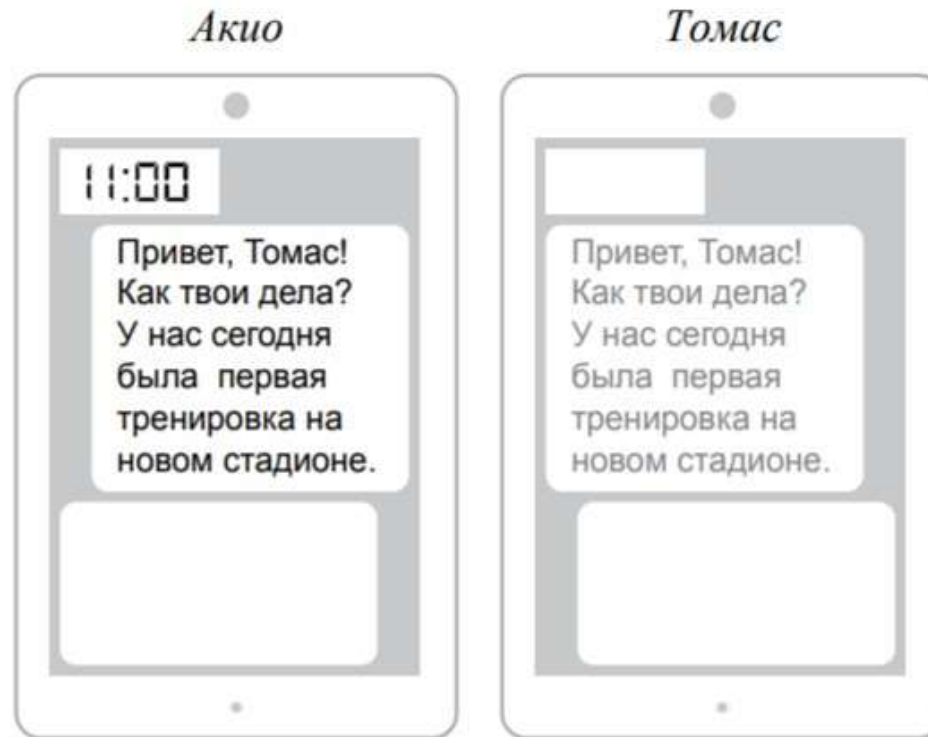 Акио
Томас
11:00
Привет, Томас!
Как твои дела?
У нас сегодня
была первая
тренировка на
новом стадионе.
Привет, Томас!
Как твои дела?
У нас сегодня
была первая
тренировка на
новом стадионе.